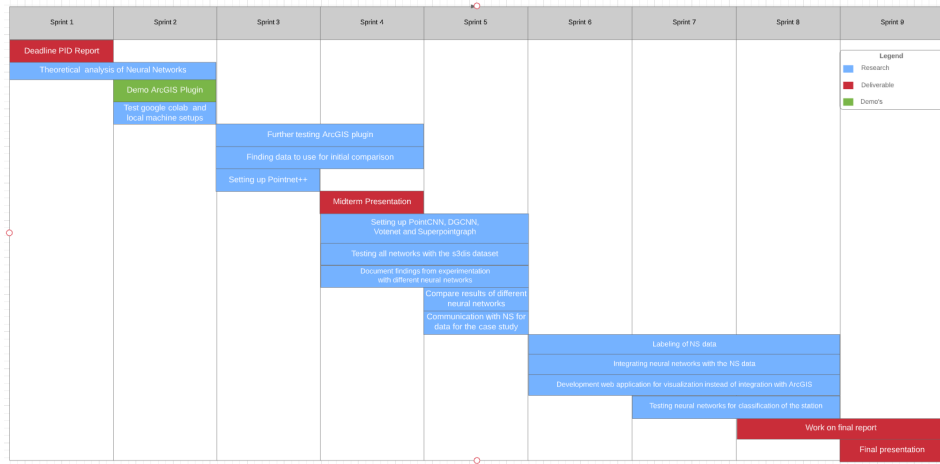 Sprint 1 Sprint 2 Sprint 3 Sprint 4 Sprint 5 Sprint 6 Sprint 7 Sprint 8 Sprint 9
Deadline PID Report
Legend
Theoretical analysis of Neural Networks
Research
Demo ArcGIS Plugin
Deliverable
Demo's
Test google colab and
local machine setups
Further testing ArcGIS plugin
Finding data to use for initial comparison
Setting up Pointnet++
Midterm Presentation
Setting up PointCNN, DGCNN,
Votenet and Superpointgraph
Testing all networks with the s3dis dataset
Document findings from experimentation
with different neural networks
Compare results of different
neural networks
Communication with NS for
data for the case study
Labeling of NS data
Integrating neural networks with the NS data
Development web application for visualization instead of integration with ArcGIS
Testing neural networks for classification of the station
Work on final report
Final presentation